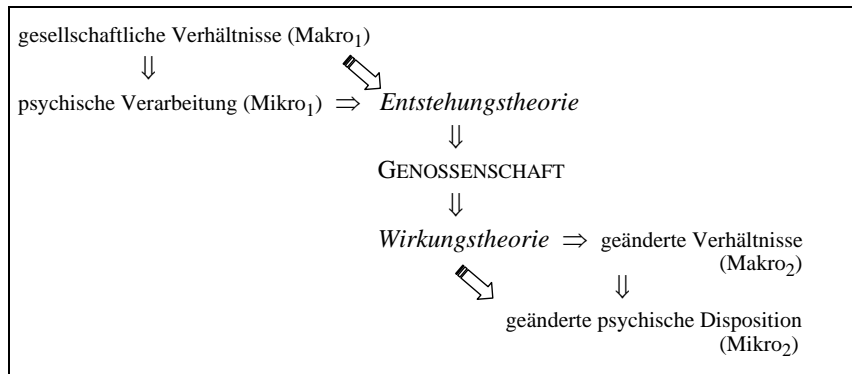 gesellschaftliche Verhältnisse (Makro1)
⇓
psychische Verarbeitung (Mikro1) ⇒ Entstehungstheorie
⇓
GENOSSENSCHAFT
⇓
Wirkungstheorie ⇒ geänderte Verhältnisse
(Makro2)
⇓
geänderte psychische Disposition
(Mikro2)